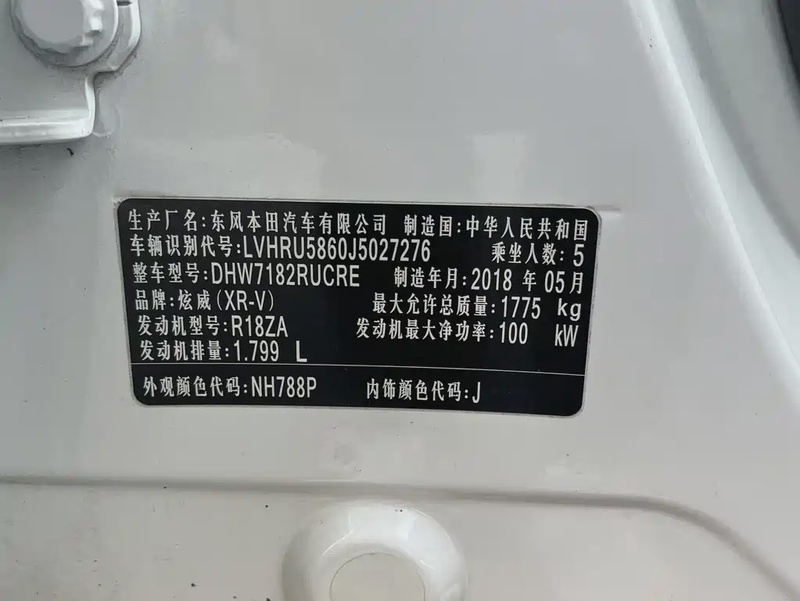 生产厂名:东风本田汽车有限公司 制造国:中华人民共和国
车辆识别代号:LVHRU5860J5027276 乘坐人数:5
整车型号:DHW7182RUCRE 制造年月:2018 年 05 月
品牌:炫威(XR-V) 最大允许总质量:1775 kg
发动机型号:R18ZA 发动机最大净功率:100 kW
发动机排量:1.799 L
外观颜色代码:NH788P 内饰颜色代码:J